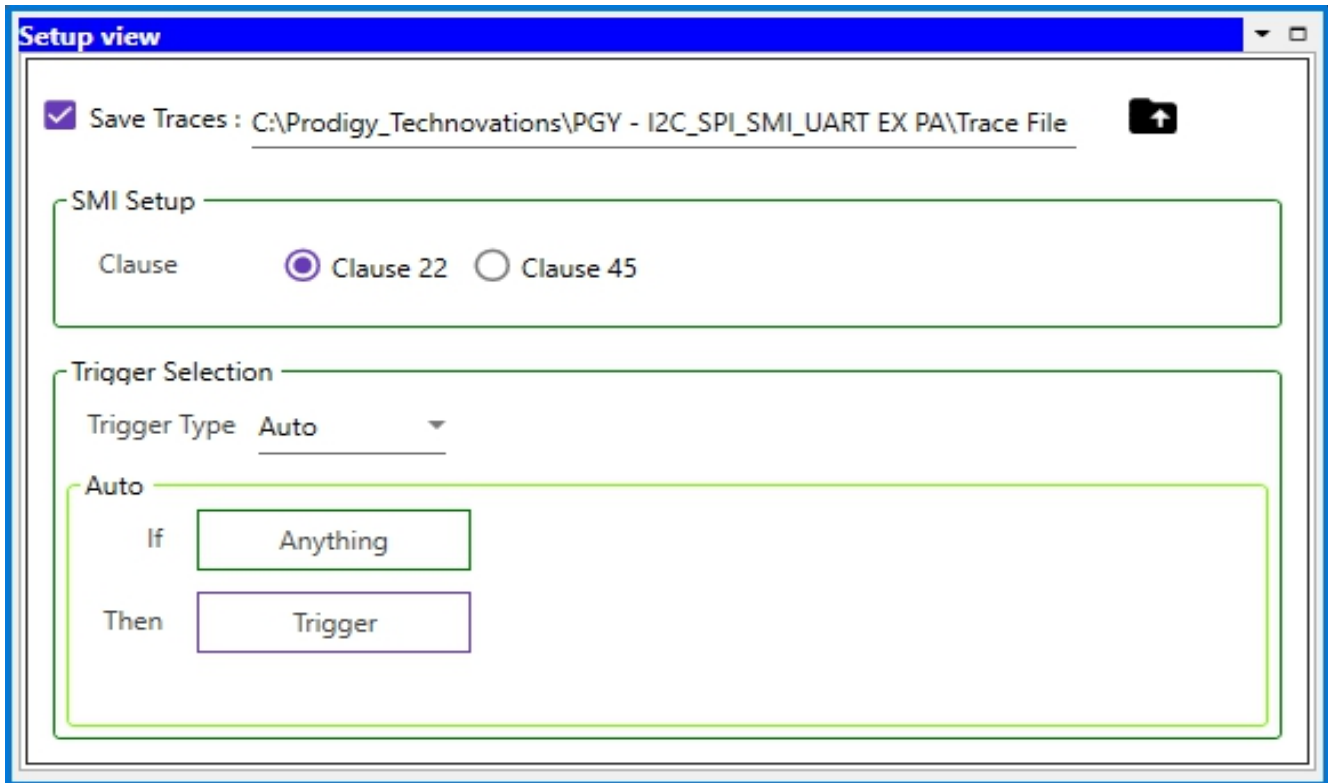 Setup view
Save Traces : C:\Prodigy_Technovations\PGY - I2C_SPI_SMI_UART EX PA\Trace File
SMI Setup
Clause Clause 22 Clause 45
Trigger Selection
Trigger Type Auto
Auto
If Anything
Then Trigger